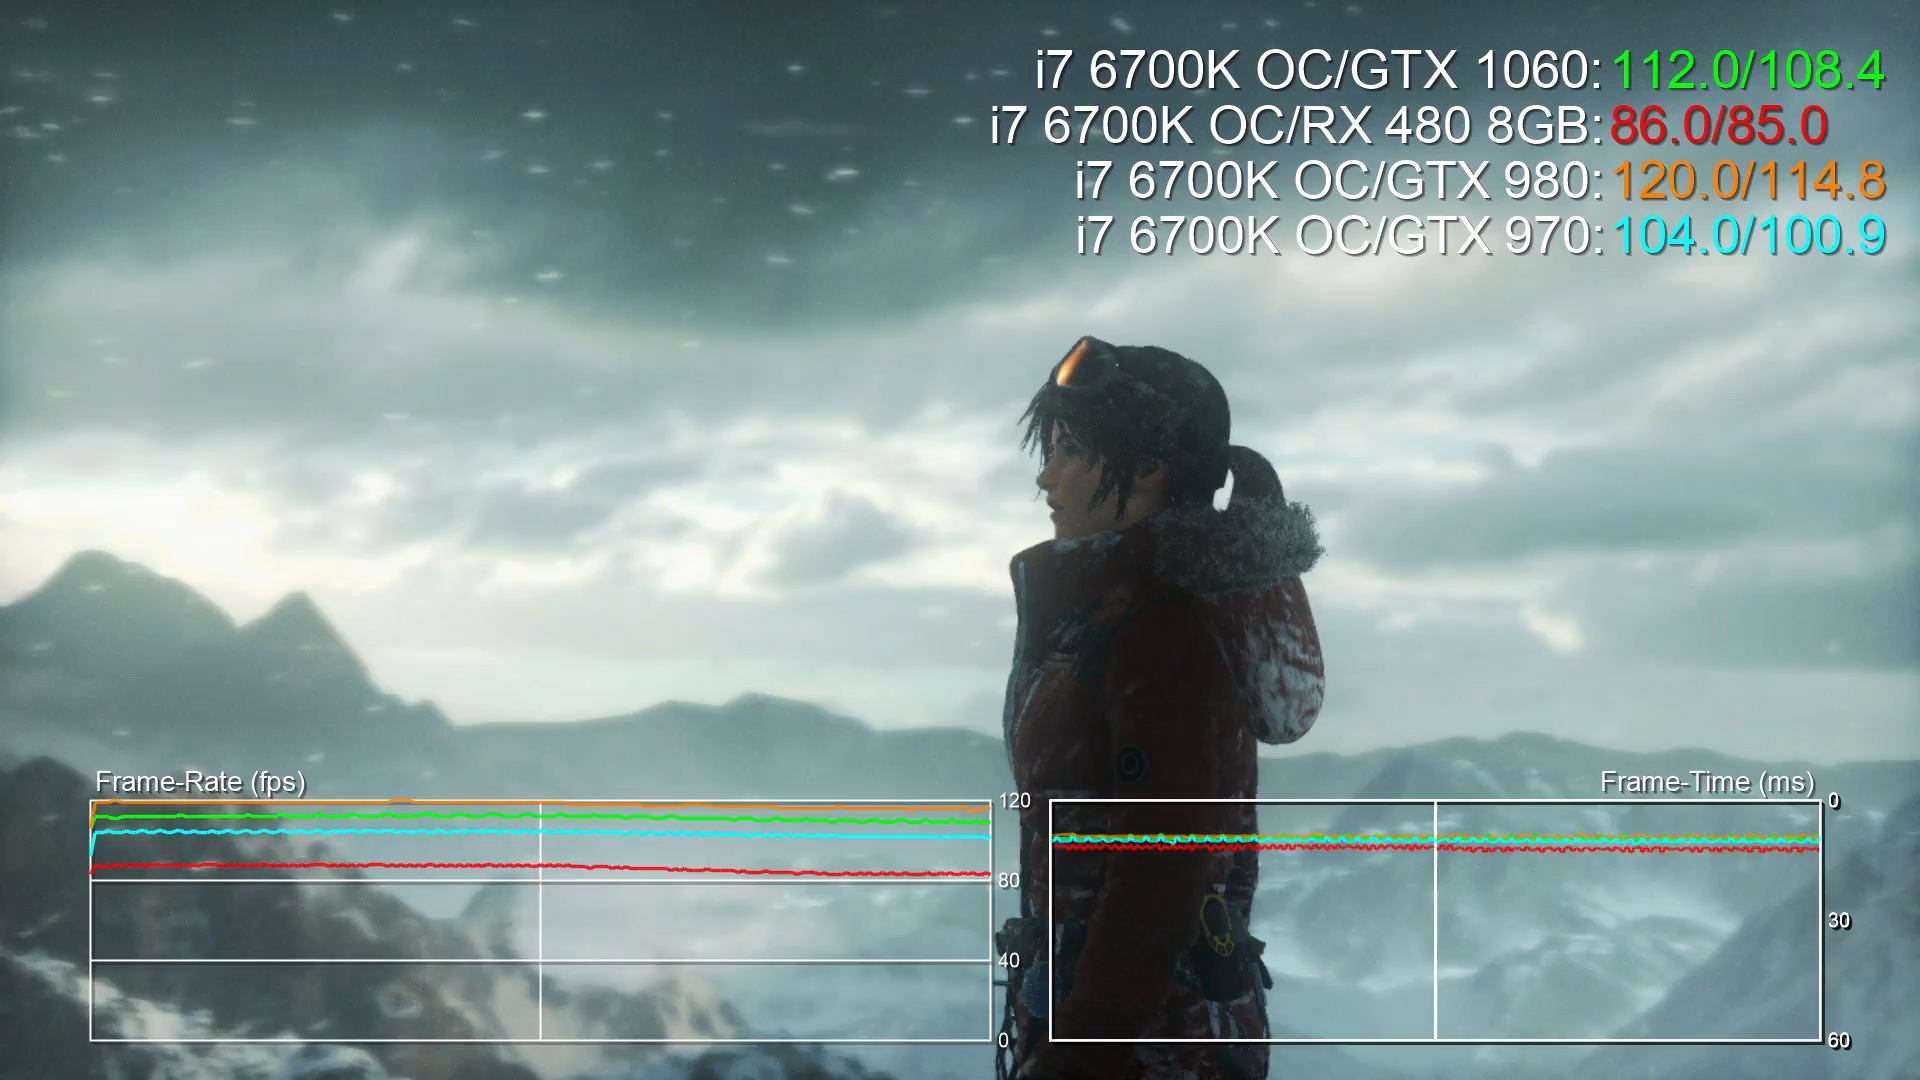 i7 6700K OC/GTX 1060: 112.0/108.4
i7 6700K OC/RX 480 8GB: 86.0/85.0
i7 6700K OC/GTX 980: 120.0/114.8
i7 6700K OC/GTX 970: 104.0/100.9
Frame-Rate (fps)
120
80
40
0
Frame-Time (ms)
0
30
60